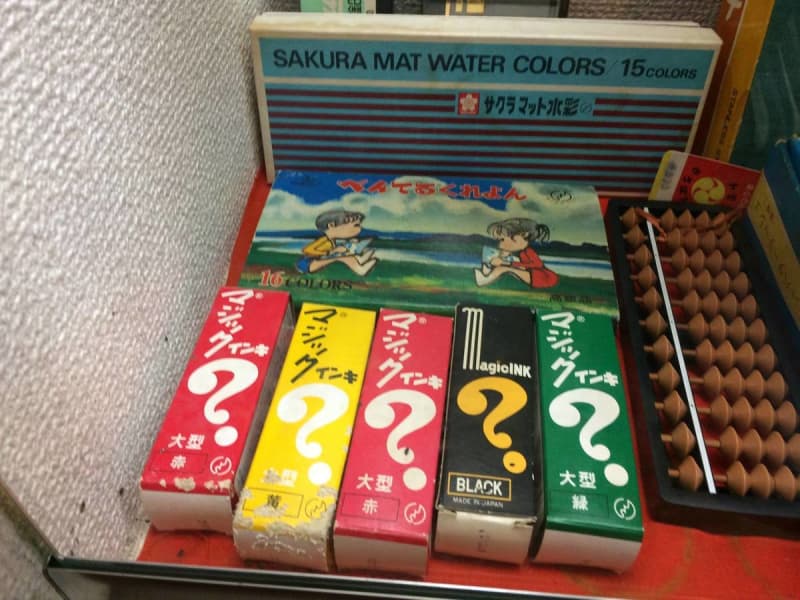 SAKURA MAT WATER COLORS / 15 COLORS
サクラマット水彩
ぺんてるくれよん
16 COLORS
マジックインキ
?
大型
赤
マジックインキ
?
大型
黄
マジックインキ
?
大型
赤
MagicINK
?
BLACK
MADE IN JAPAN
マジックインキ
?
大型
緑